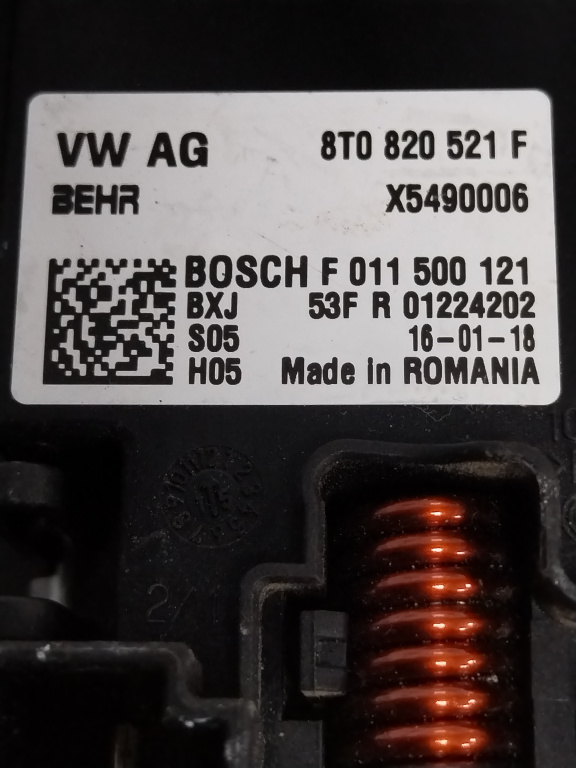 VW AG 8T0 820 521 F
BEHR X5490006
BOSCH F 011 500 121
BXJ 53F R 01224202
S05 16-01-18
H05 Made in ROMANIA